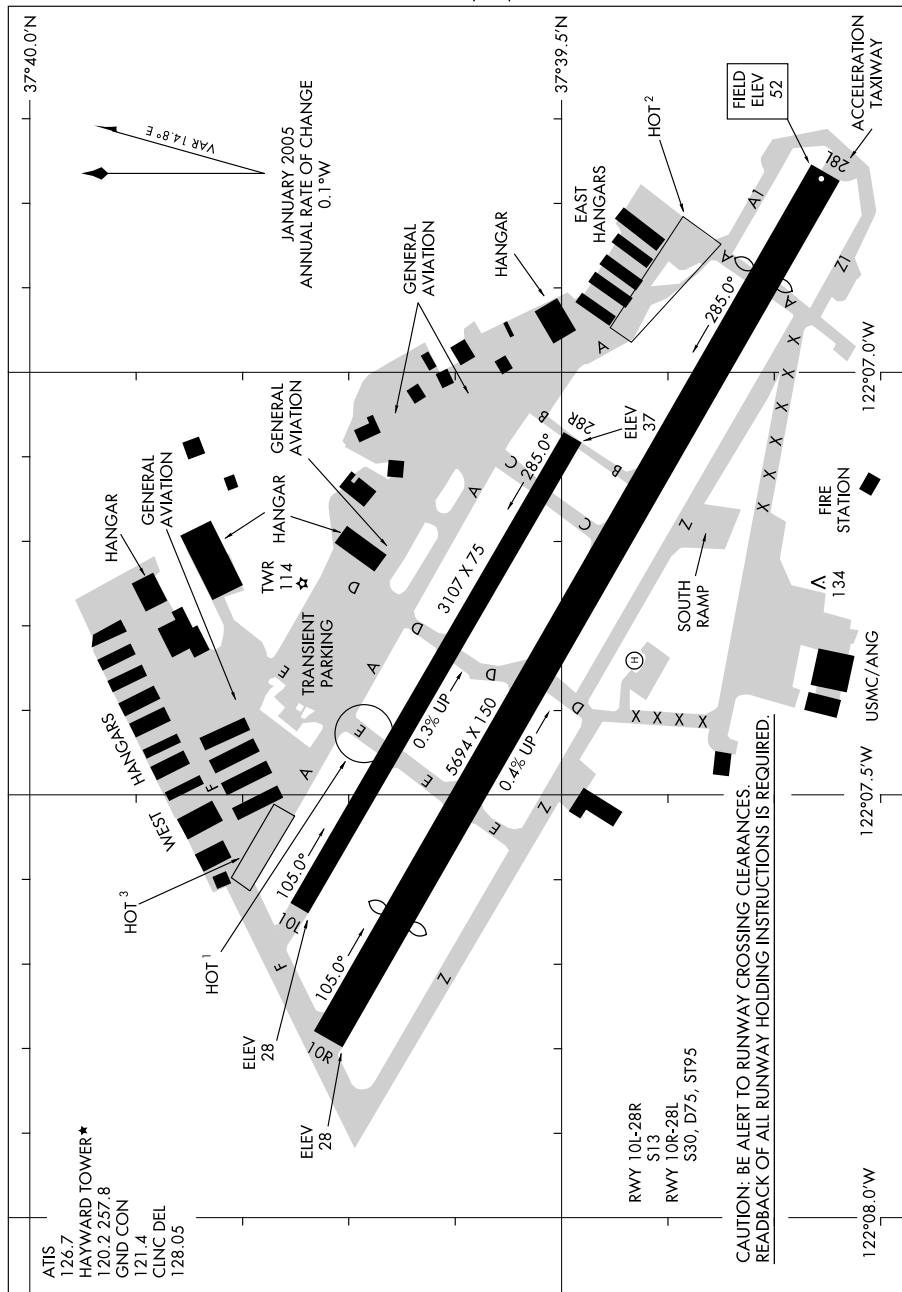 ATIS
126.7
HAYWARD TOWER★
120.2 257.8
GND CON
121.4
CLNC DEL
128.05
37°40.0'N
37°39.5'N
VAR 14.8° E
JANUARY 2005
ANNUAL RATE OF CHANGE
0.1°W
HANGAR
GENERAL
AVIATION
HANGAR
TWR
114
GENERAL
AVIATION
GENERAL
AVIATION
HANGAR
EAST
HANGARS
HOT 2
FIELD
ELEV
52
ACCELERATION
TAXIWAY
WEST
HANGARS
TRANSIENT
PARKING
HOT 3
HOT 1
F
F
A
E
E
E
E
A
D
D
D
D
A
C
C
B
B
A
A
A
A1
Z1
Z
Z
Z
10L
105.0°
3107 X 75
0.3% UP
285.0°
28R
ELEV
28
ELEV
37
10R
105.0°
5694 X 150
0.4% UP
285.0°
28L
ELEV
28
H
X X X X
X X X X X X
SOUTH
RAMP
134
FIRE
STATION
USMC/ANG
RWY 10L-28R
S13
RWY 10R-28L
S30, D75, ST95
CAUTION: BE ALERT TO RUNWAY CROSSING CLEARANCES.
READBACK OF ALL RUNWAY HOLDING INSTRUCTIONS IS REQUIRED.
122°08.0'W
122°07.5'W
122°07.0'W